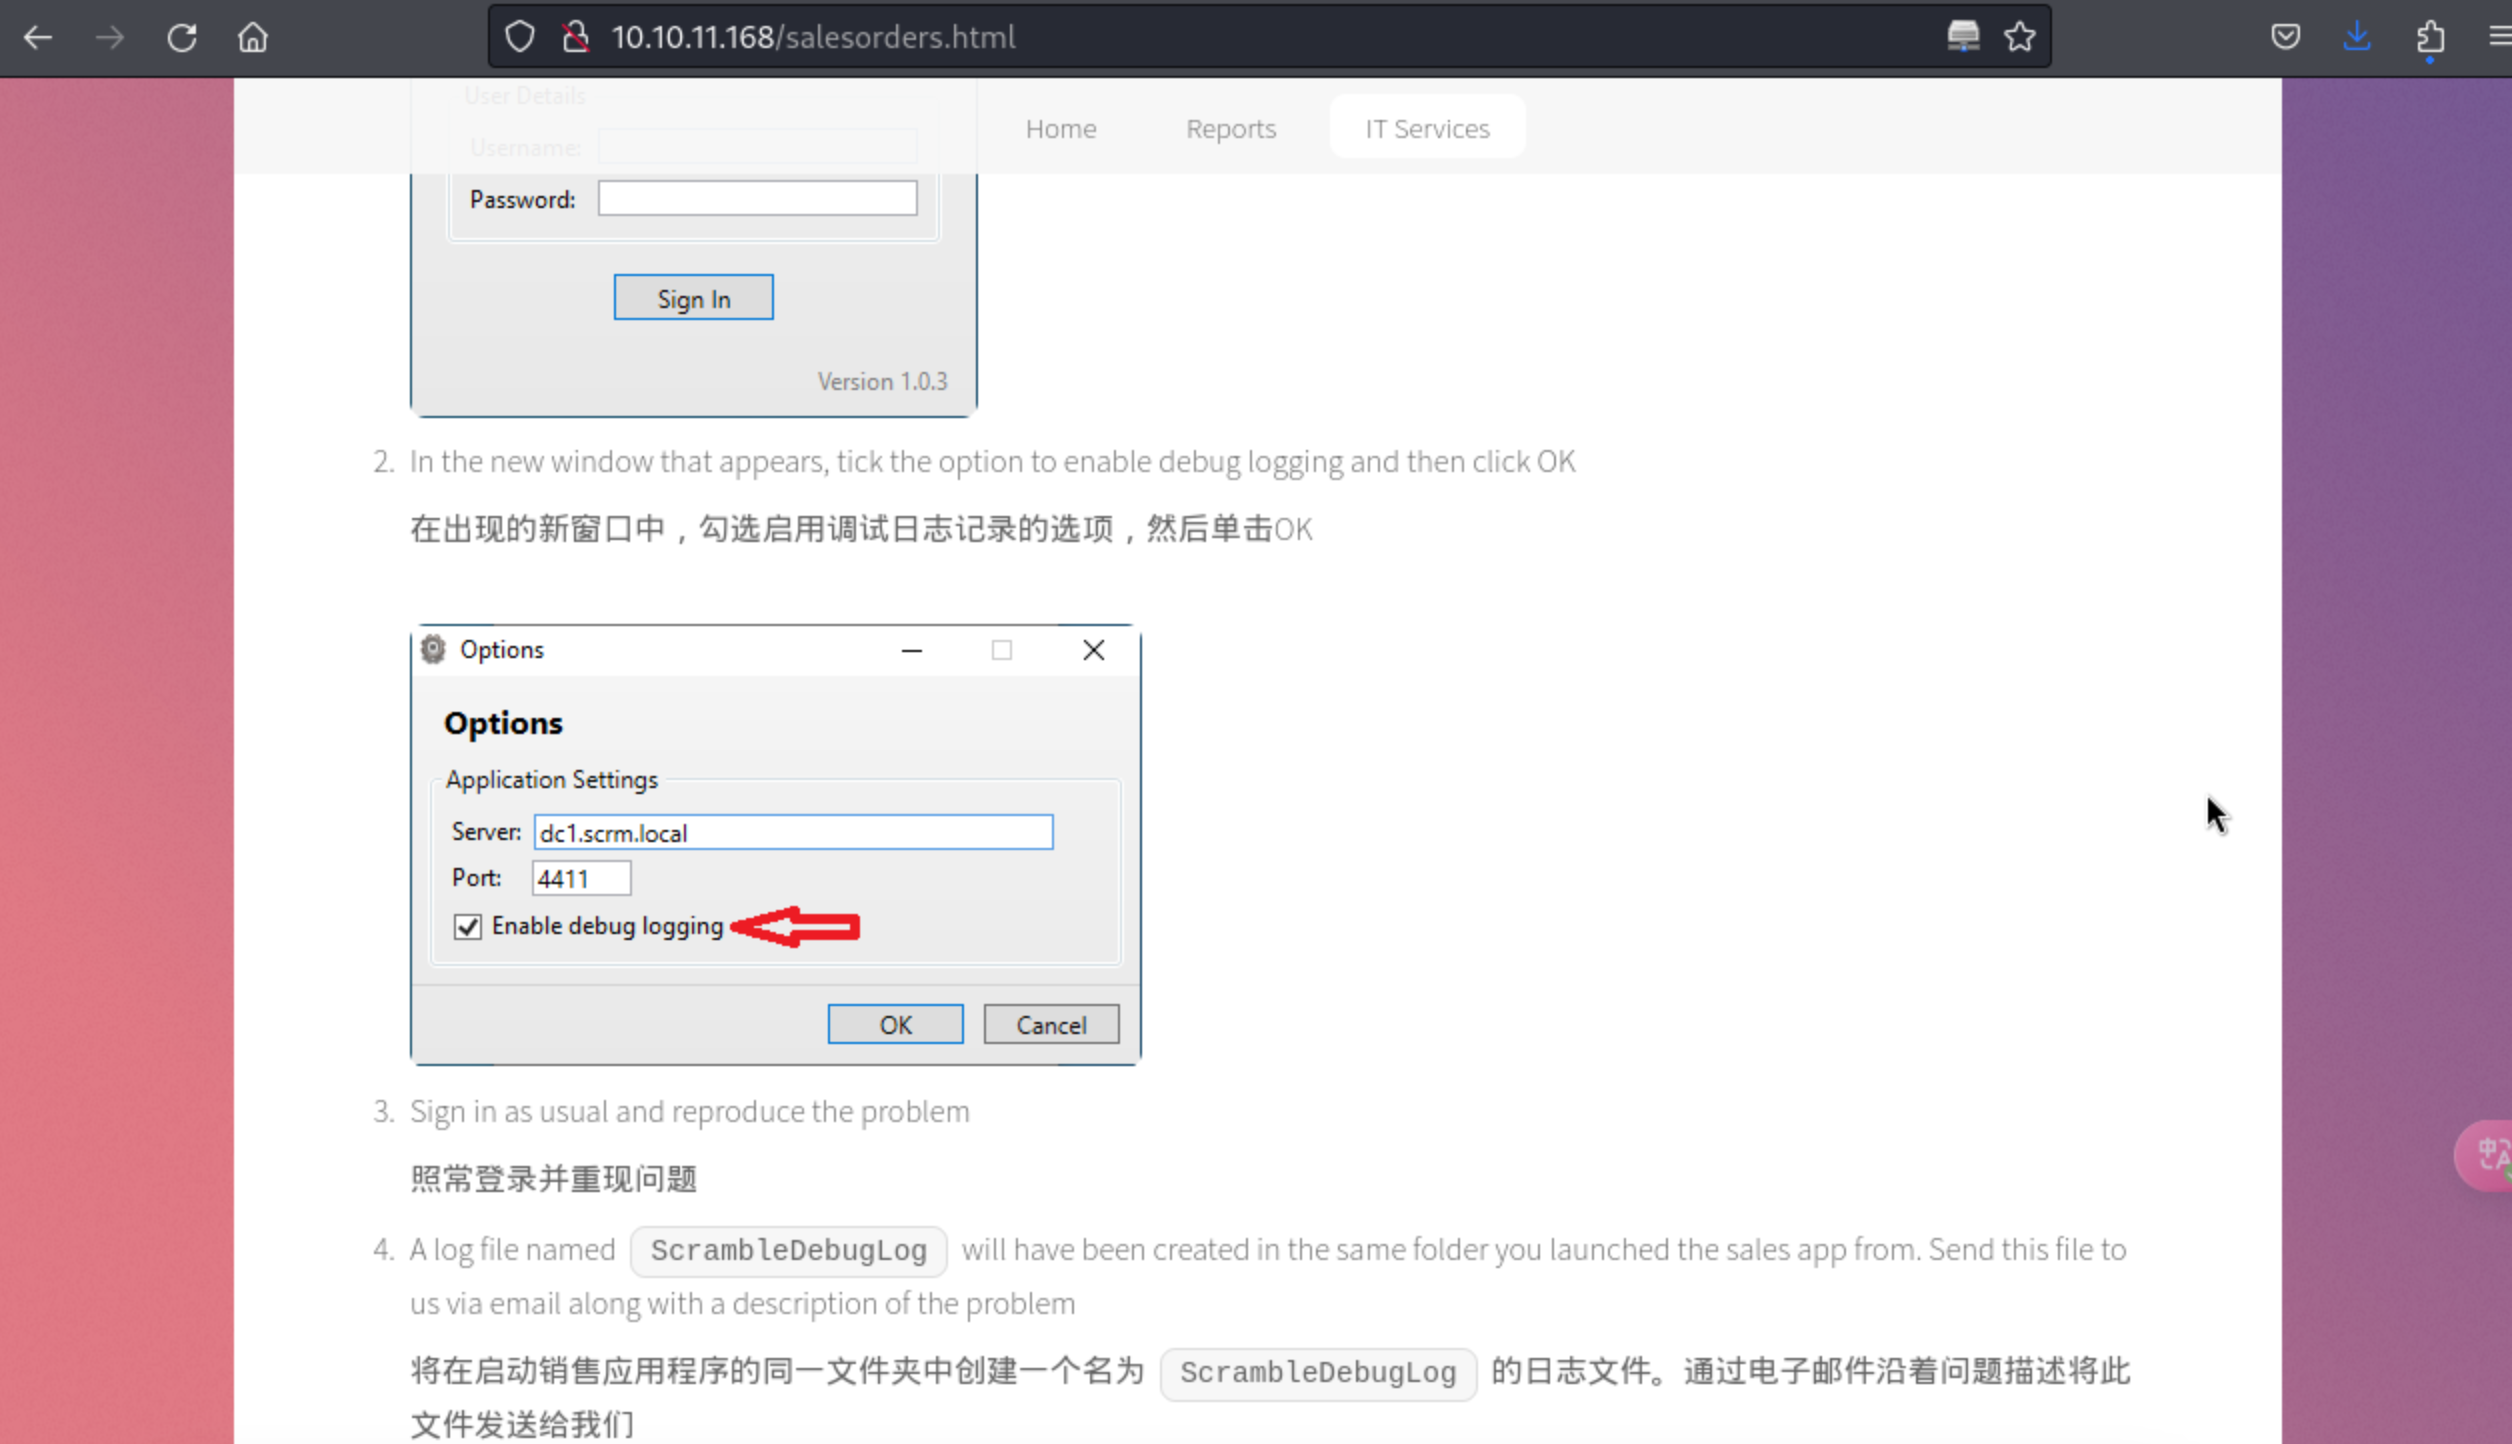 10.10.11.168/salesorders.html
User Details
Home Reports IT Services
Username:
Password:
Sign In
Version 1.0.3
2. In the new window that appears, tick the option to enable debug logging and then click OK
在出现的新窗口中，勾选启用调试日志记录的选项，然后单击OK
Options
Options
Application Settings
Server: dc1.scrm.local
Port: 4411
Enable debug logging
OK Cancel
3. Sign in as usual and reproduce the problem
照常登录并重现问题
4. A log file named ScrambleDebugLog will have been created in the same folder you launched the sales app from. Send this file to
us via email along with a description of the problem
将在启动销售应用程序的同一文件夹中创建一个名为 ScrambleDebugLog 的日志文件。通过电子邮件沿着问题描述将此
文件发送给我们
中A